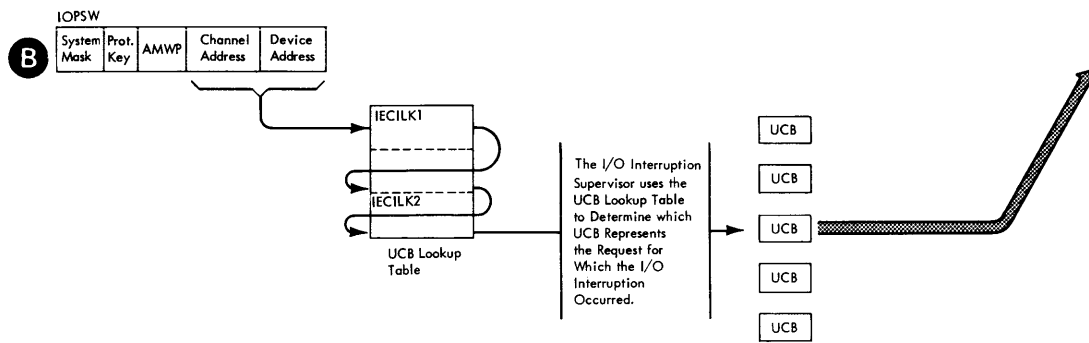 IOPSW
B
System Mask
Prot. Key
AMWP
Channel Address
Device Address
IECILK1
IECILK2
UCB Lookup
Table
The I/O Interruption
Supervisor uses the
UCB Lookup Table
to Determine which
UCB Represents
the Request for
Which the I/O
Interruption
Occurred.
UCB
UCB
UCB
UCB
UCB